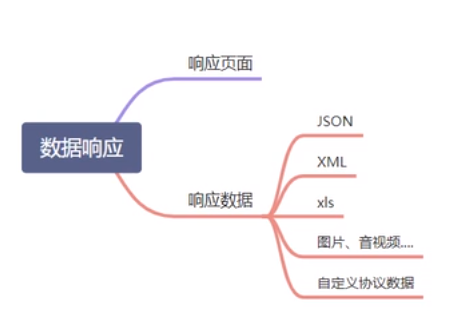 响应页面
数据响应
JSON
XML
响应数据
xls
图片、音视频....
自定义协议数据